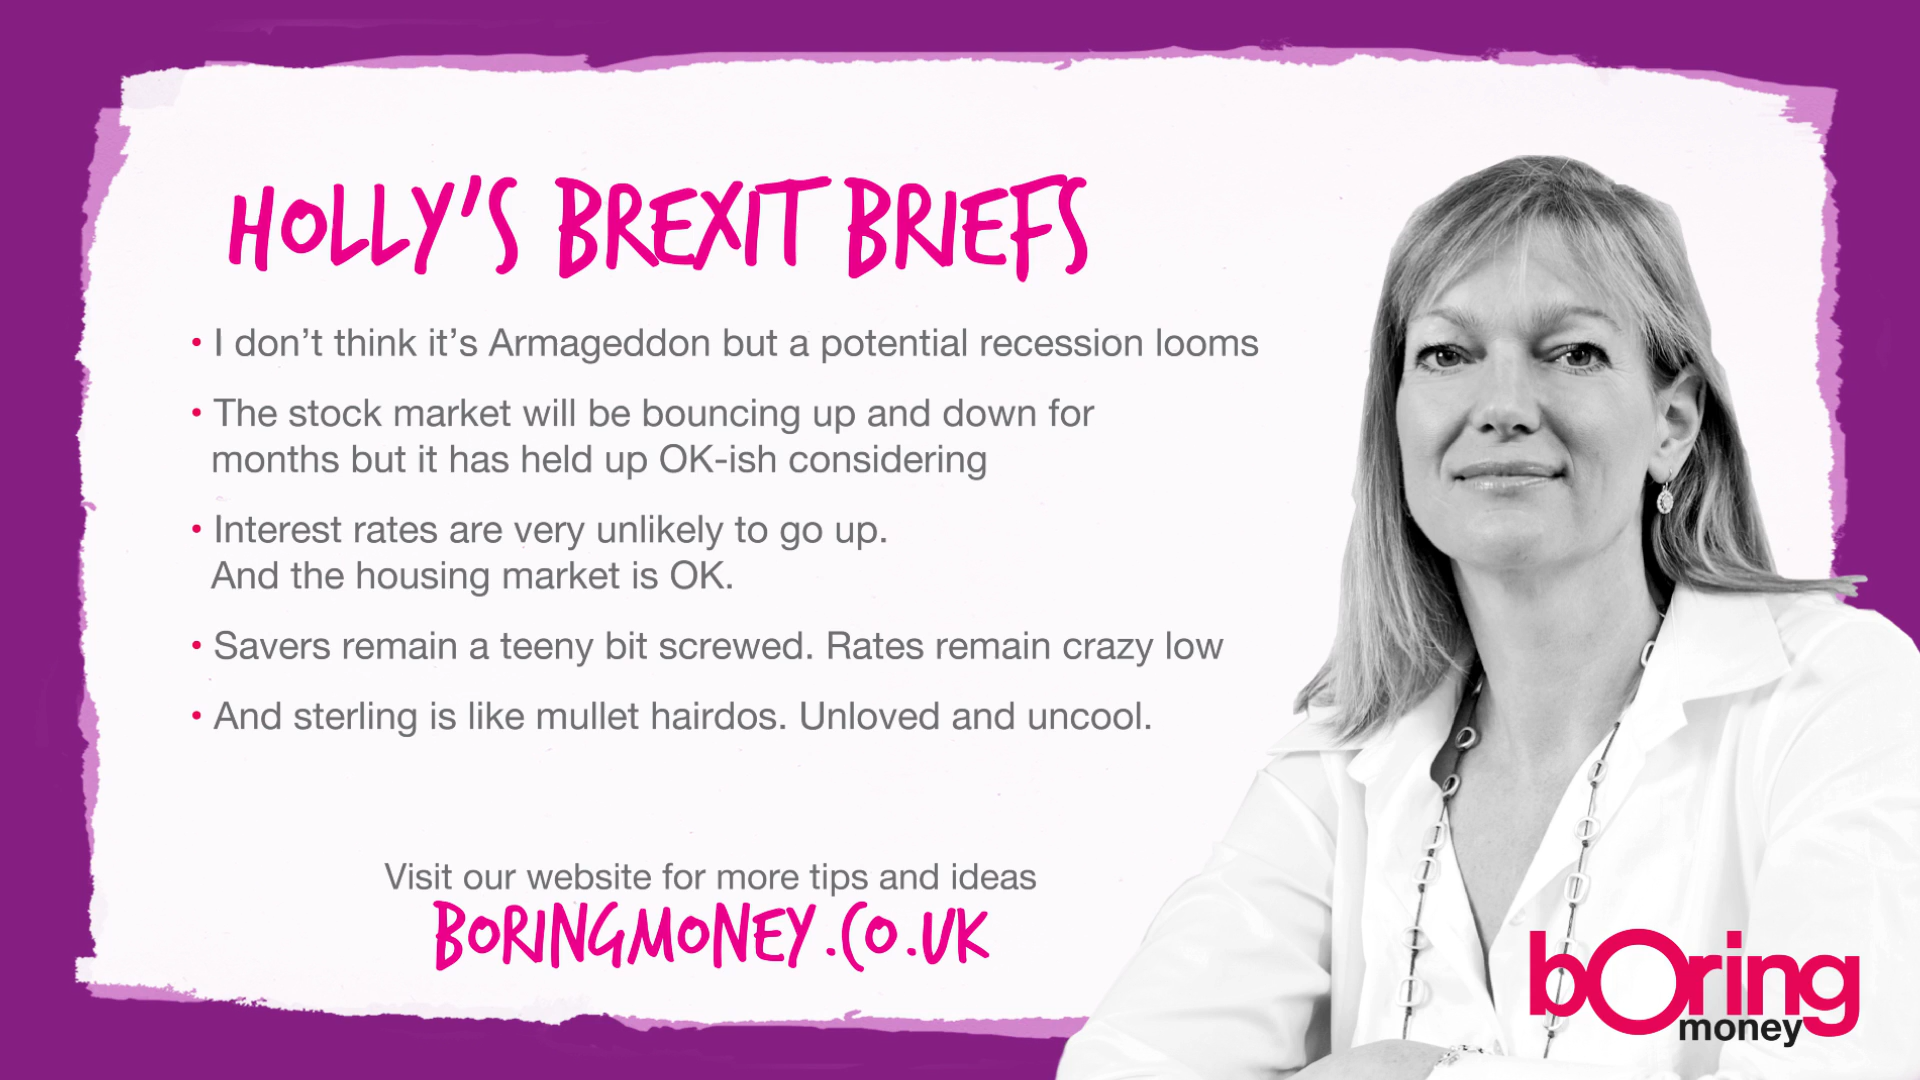 HOLLY'S BREXIT BRIEFS
• I don't think it's Armageddon but a potential recession looms
• The stock market will be bouncing up and down for
months but it has held up OK-ish considering
• Interest rates are very unlikely to go up.
And the housing market is OK.
• Savers remain a teeny bit screwed. Rates remain crazy low
• And sterling is like mullet hairdos. Unloved and uncool.
Visit our website for more tips and ideas
BORINGMONEY.CO.UK
bOring
money